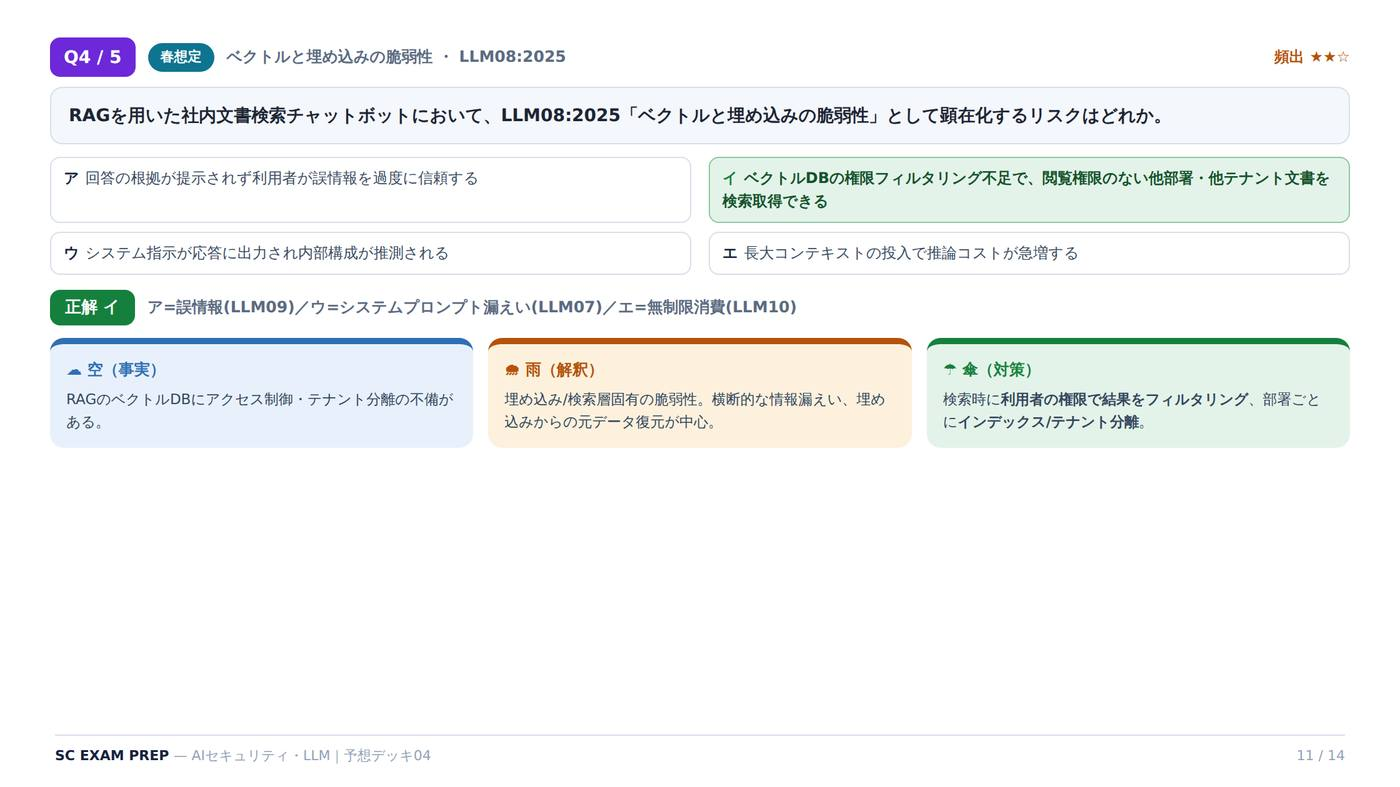 Q4 / 5 春想定 ベクトルと埋め込みの脆弱性 ・ LLM08:2025 頻出 ★★☆
RAGを用いた社内文書検索チャットボットにおいて、LLM08:2025「ベクトルと埋め込みの脆弱性」として顕在化するリスクはどれか。
ア 回答の根拠が提示されず利用者が誤情報を過度に信頼する
イ ベクトルDBの権限フィルタリング不足で、閲覧権限のない他部署・他テナント文書を
検索取得できる
ウ システム指示が応答に出力され内部構成が推測される
エ 長大コンテキストの投入で推論コストが急増する
正解 イ ア=誤情報(LLM09)／ウ=システムプロンプト漏えい(LLM07)／エ=無制限消費(LLM10)
☁ 空（事実）
RAGのベクトルDBにアクセス制御・テナント分離の不備が
ある。
🌧 雨（解釈）
埋め込み/検索層固有の脆弱性。横断的な情報漏えい、埋め
込みからの元データ復元が中心。
☂ 傘（対策）
検索時に利用者の権限で結果をフィルタリング、部署ごと
にインデックス/テナント分離。
SC EXAM PREP — AIセキュリティ・LLM｜予想デッキ04 11 / 14